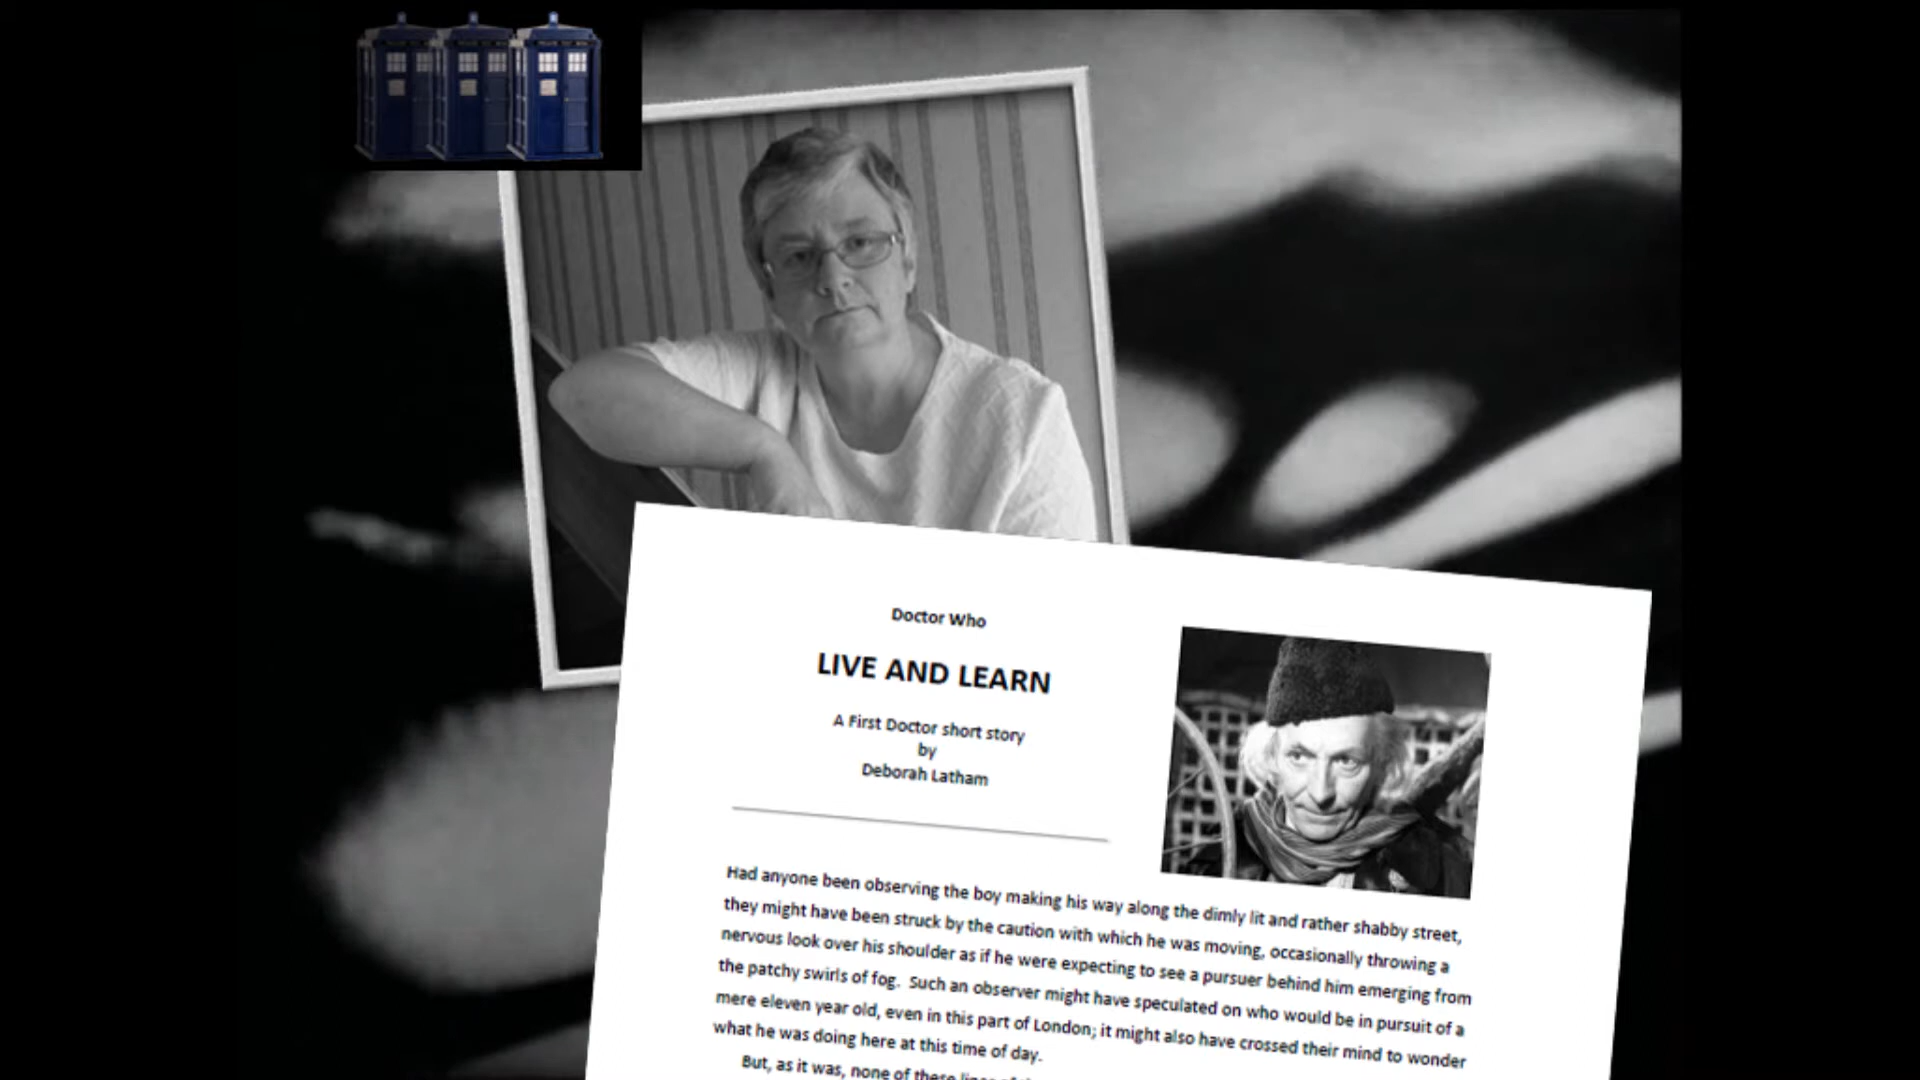 Doctor Who
LIVE AND LEARN
A First Doctor short story
by
Deborah Latham
Had anyone been observing the boy making his way along the dimly lit and rather shabby street,
they might have been struck by the caution with which he was moving, occasionally throwing a
nervous look over his shoulder as if he were expecting to see a pursuer behind him emerging from
the patchy swirls of fog.  Such an observer might have speculated on who would be in pursuit of a
mere eleven year old, even in this part of London; it might also have crossed their mind to wonder
what he was doing here at this time of day.
But, as it was, none of these